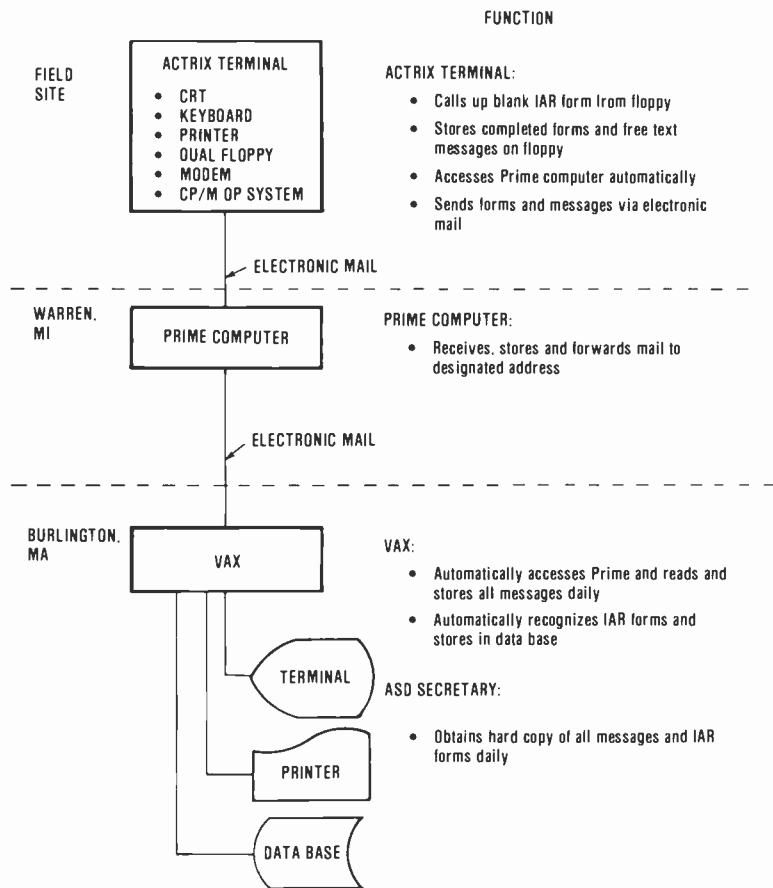 FUNCTION
FIELD
SITE
ACTRIX TERMINAL
• CRT
• KEYBOARD
• PRINTER
• DUAL FLOPPY
• MODEM
• CP/M OP SYSTEM
ACTRIX TERMINAL:
• Calls up blank IAR form from floppy
• Stores completed forms and free text
messages on floppy
• Accesses Prime computer automatically
• Sends forms and messages via electronic
mail
ELECTRONIC MAIL
WARREN,
MI
PRIME COMPUTER
PRIME COMPUTER:
• Receives, stores and forwards mail to
designated address
ELECTRONIC MAIL
BURLINGTON,
MA
VAX
VAX:
• Automatically accesses Prime and reads and
stores all messages daily
• Automatically recognizes IAR forms and
stores in data base
TERMINAL
ASD SECRETARY:
• Obtains hard copy of all messages and IAR
forms daily
PRINTER
DATA BASE